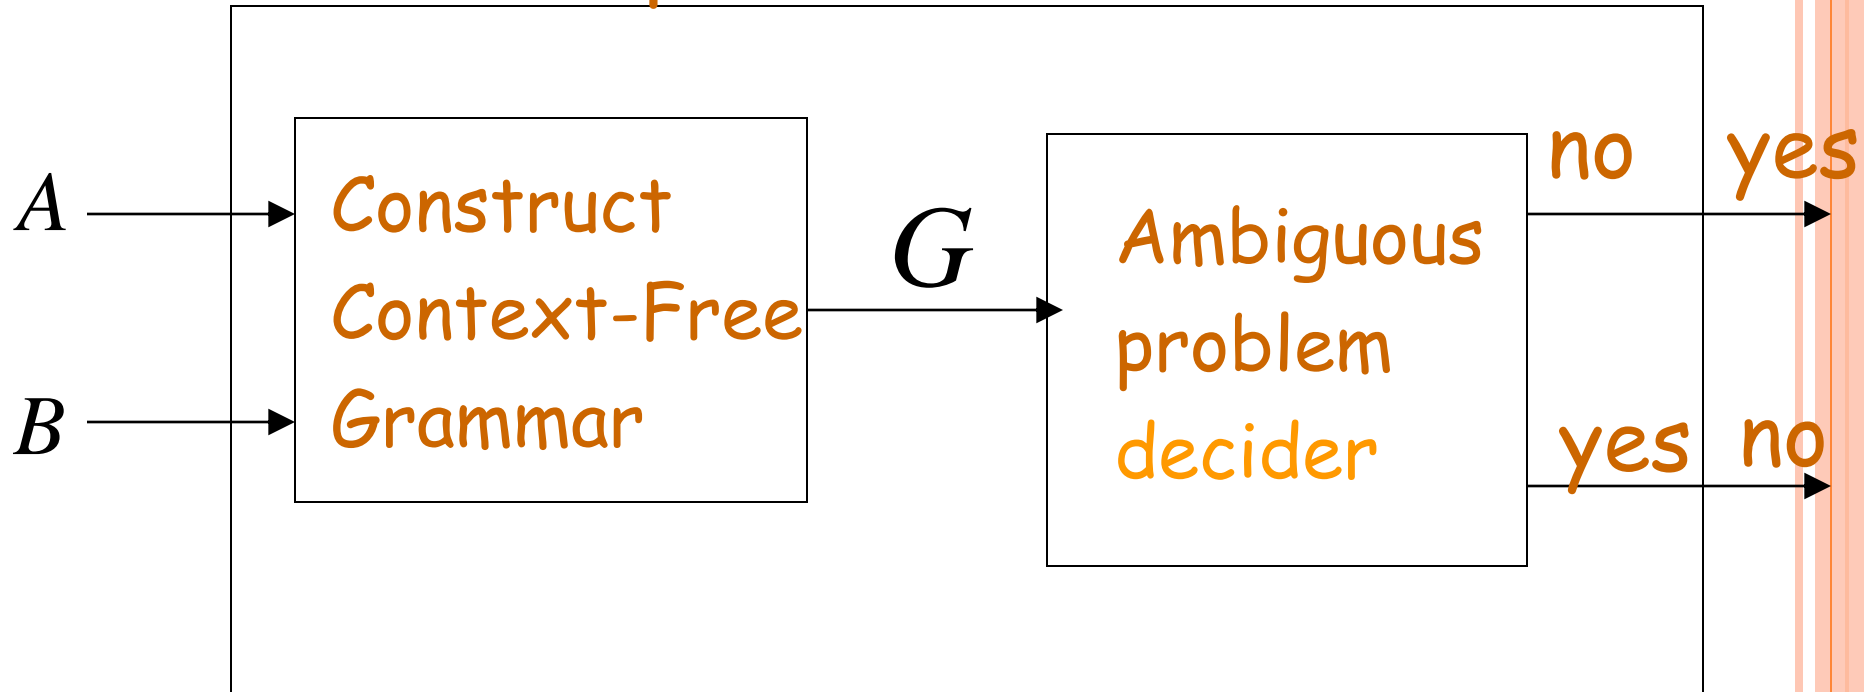 A
B
Construct
Context-Free
Grammar
G
Ambiguous
problem
decider
no yes
yes no